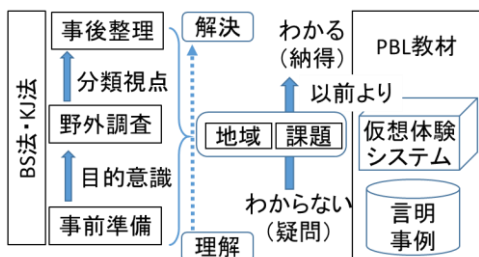 BS法・KJ法
事後整理
分類視点
野外調査
目的意識
事前準備
解決
地域
課題
理解
わかる
(納得)
以前より
わからない
(疑問)
PBL教材
仮想体験
システム
言明
事例